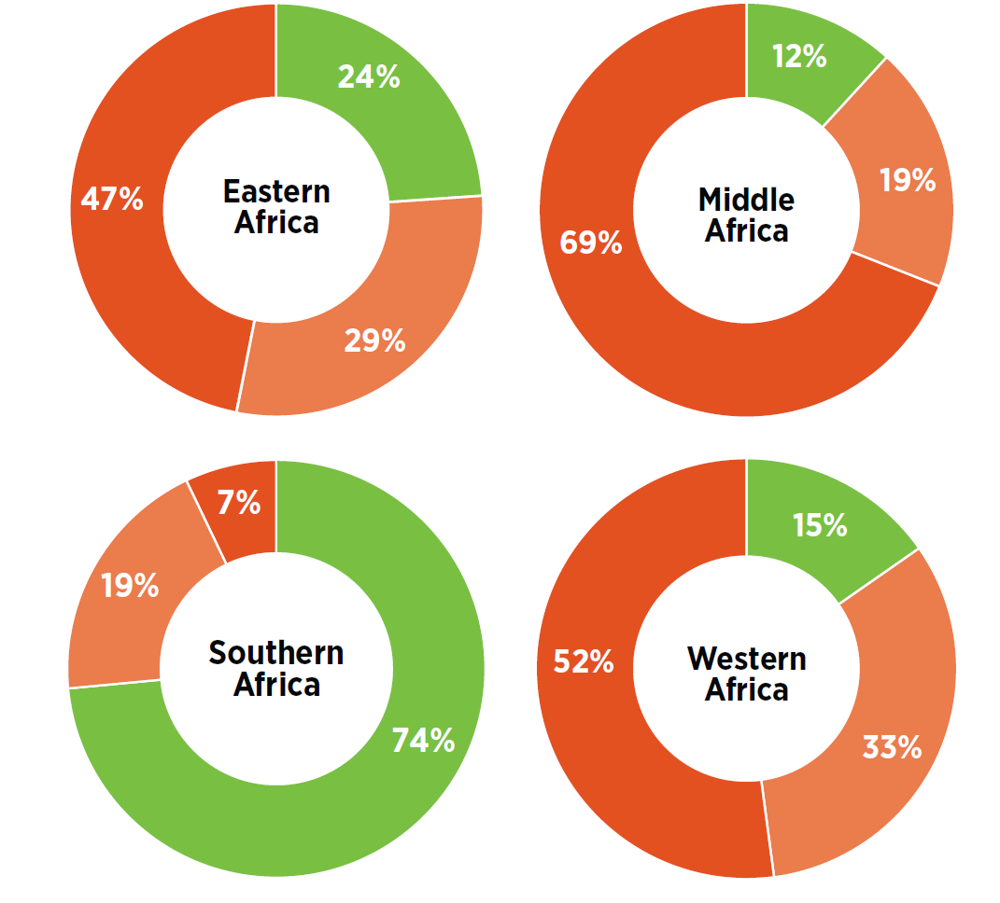 24%
47%
Eastern
Africa
29%
12%
19%
Middle
Africa
69%
7%
19%
Southern
Africa
74%
15%
52%
Western
Africa
33%